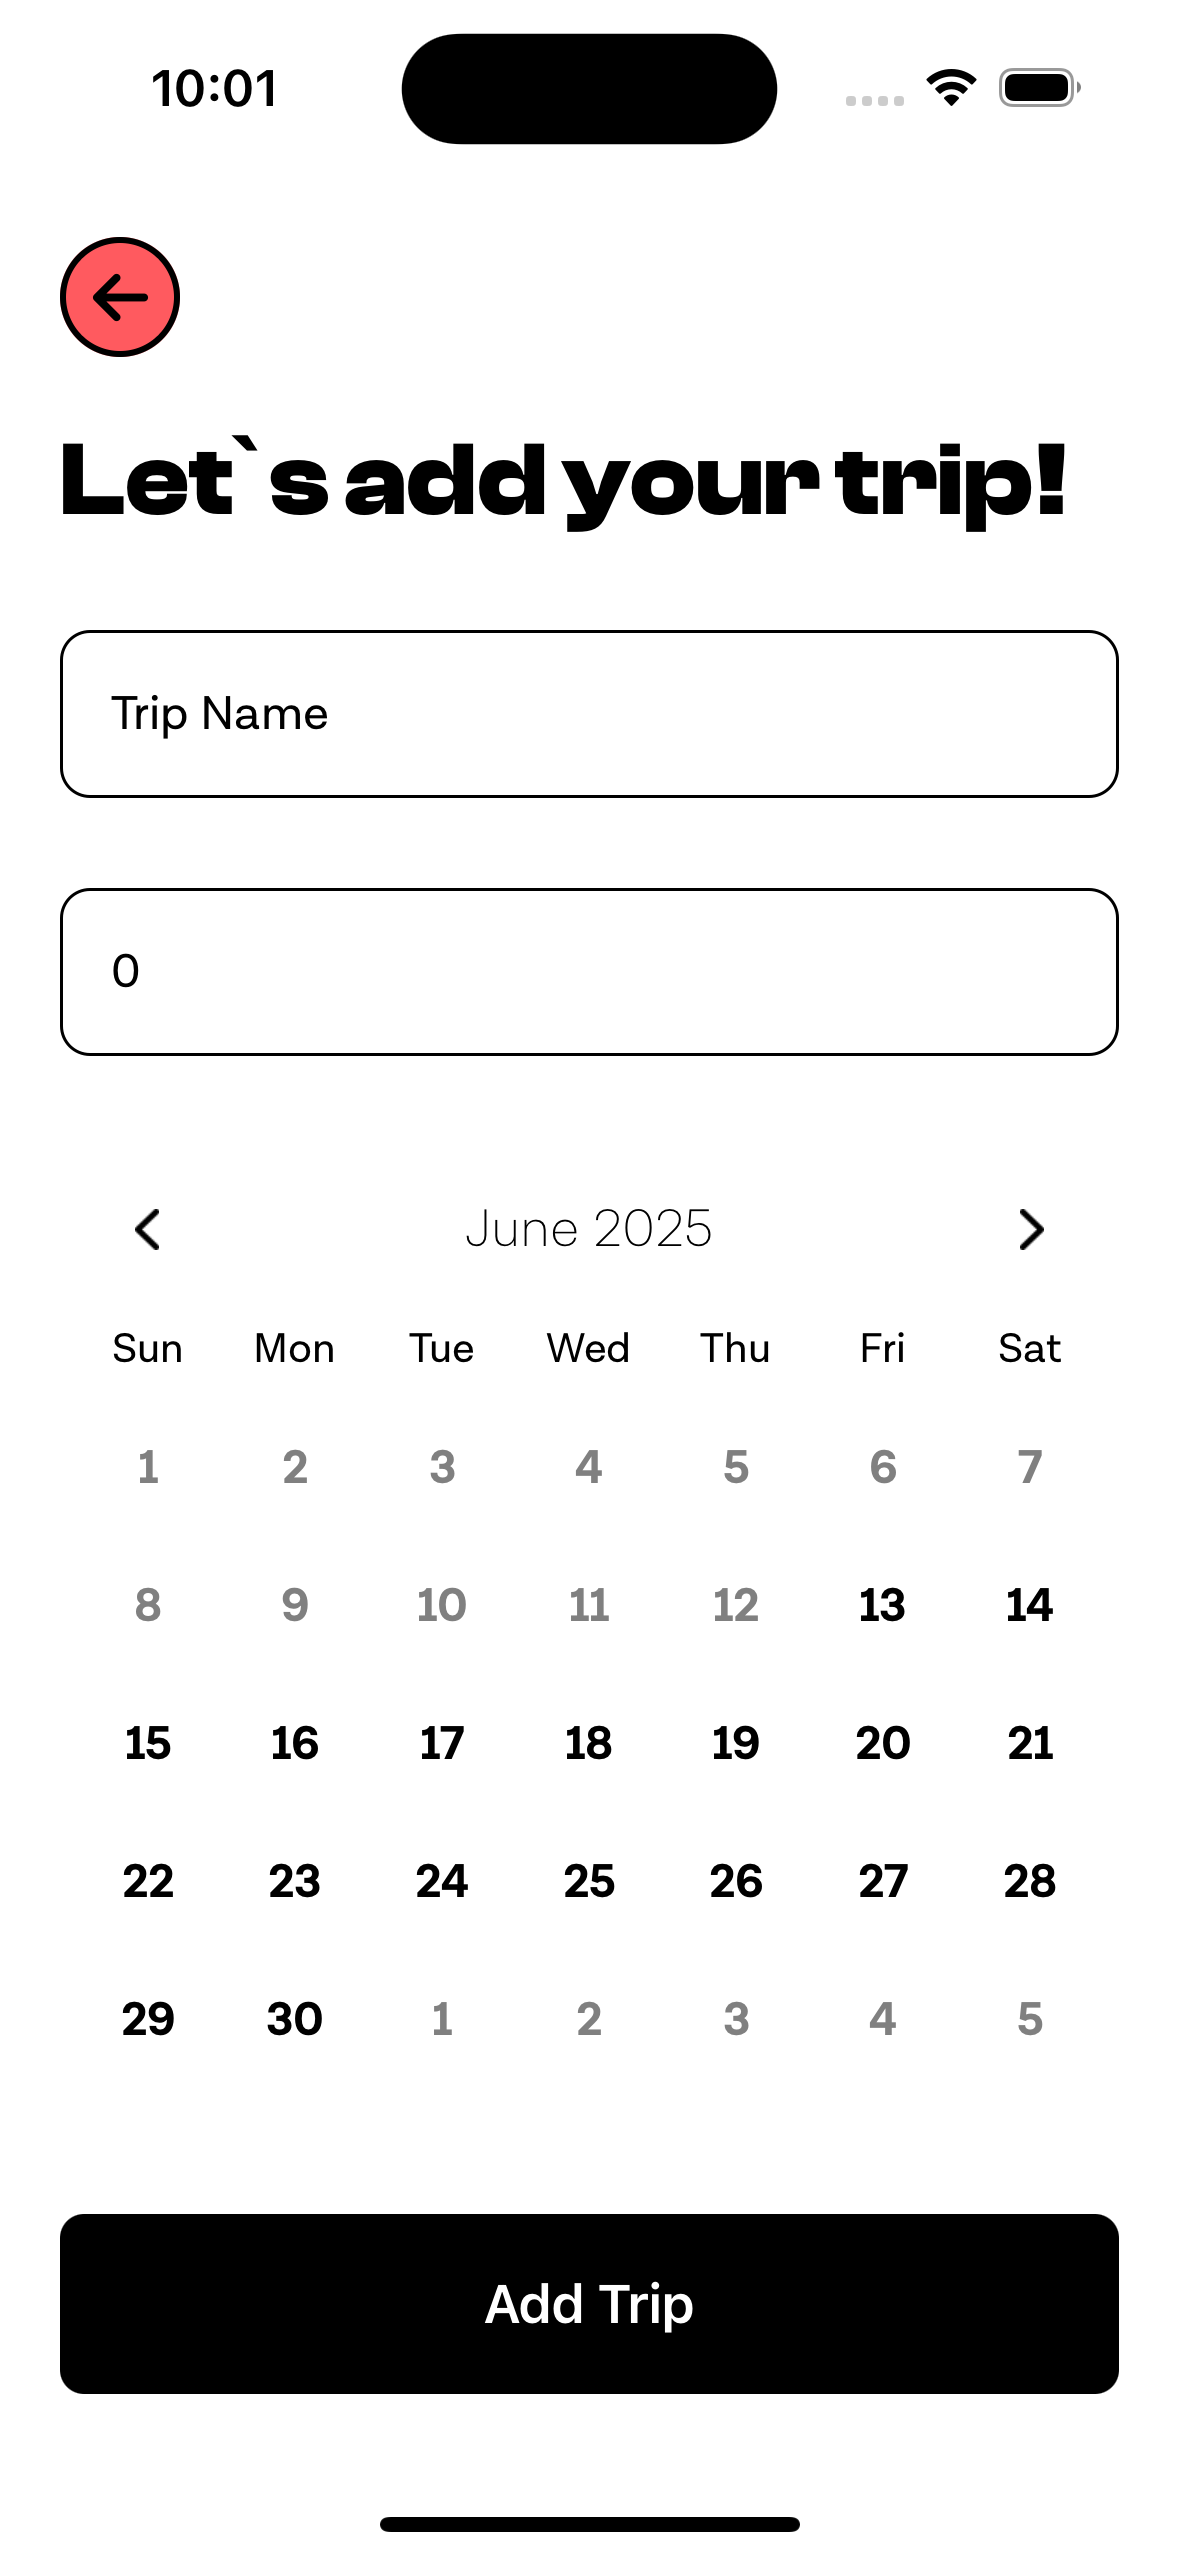 10:01
Let`s add your trip!
Trip Name
0
June 2025
Sun Mon Tue Wed Thu Fri Sat
1 2 3 4 5 6 7
8 9 10 11 12 13 14
15 16 17 18 19 20 21
22 23 24 25 26 27 28
29 30 1 2 3 4 5
Add Trip